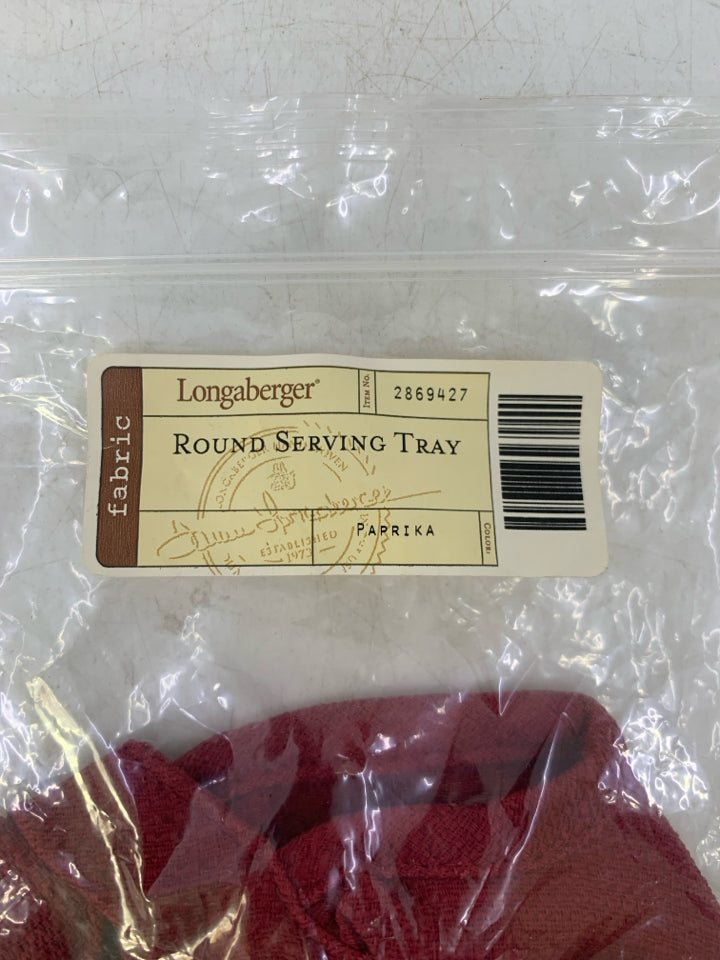 fabric
Longaberger®
ITEM NO.
2869427
ROUND SERVING TRAY
ESTABLISHED
1973
PAPRIKA
COLOR: